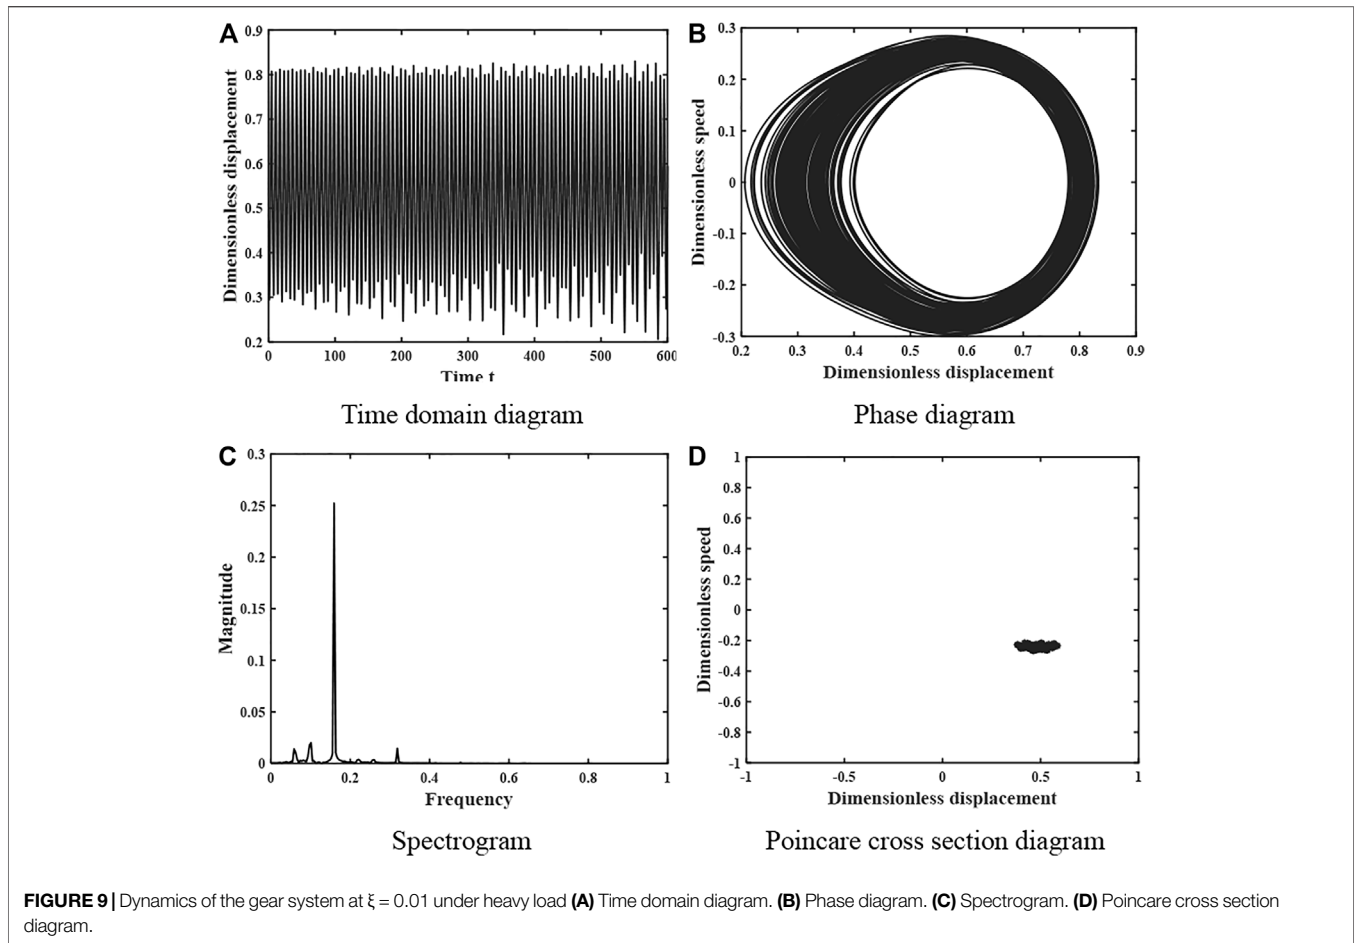 A
0.9
0.8
0.7
0.6
0.5
0.4
0.3
0.2
Dimensionless displacement
0 100 200 300 400 500 600
Time t
Time domain diagram
B
0.3
0.2
0.1
0
-0.1
-0.2
-0.3
Dimensionless speed
0.2 0.3 0.4 0.5 0.6 0.7 0.8 0.9
Dimensionless displacement
Phase diagram
C
0.3
0.25
0.2
0.15
0.1
0.05
0
Magnitude
0 0.2 0.4 0.6 0.8 1
Frequency
Spectrogram
D
1
0.8
0.6
0.4
0.2
0
-0.2
-0.4
-0.6
-0.8
-1
Dimensionless speed
-1 -0.5 0 0.5 1
Dimensionless displacement
Poincare cross section diagram
FIGURE 9 | Dynamics of the gear system at ξ = 0.01 under heavy load (A) Time domain diagram. (B) Phase diagram. (C) Spectrogram. (D) Poincare cross section
diagram.